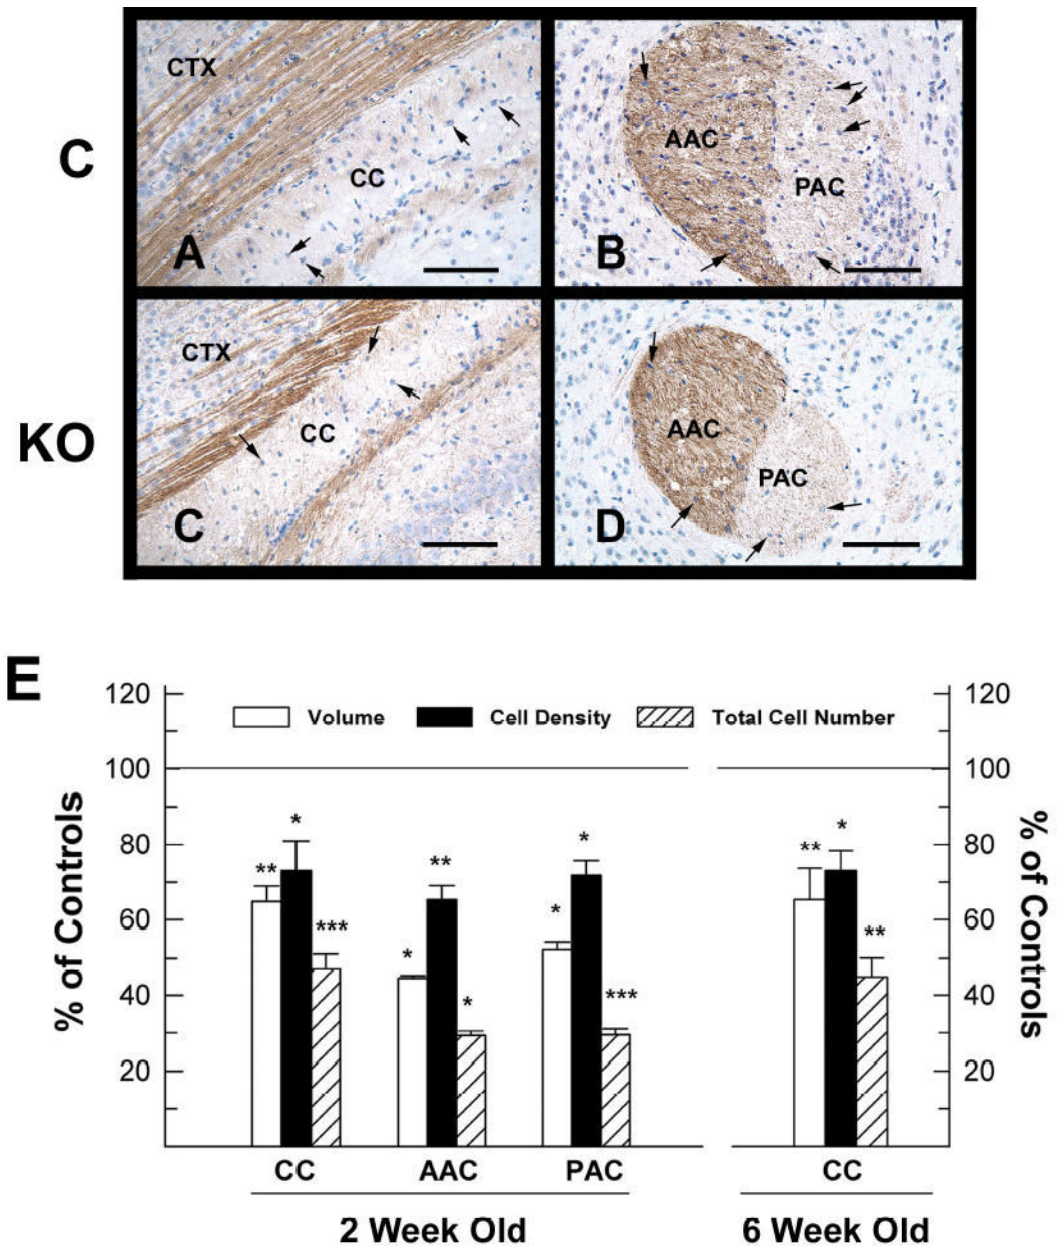 C
CTX
CC
A
AAC
PAC
B
KO
CTX
CC
C
AAC
PAC
D
E
120
100
80
60
40
20
% of Controls
Volume
Cell Density
Total Cell Number
**
*
***
*
**
*
*
*
***
**
*
**
120
100
80
60
40
20
% of Controls
CC
AAC
PAC
CC
2 Week Old
6 Week Old